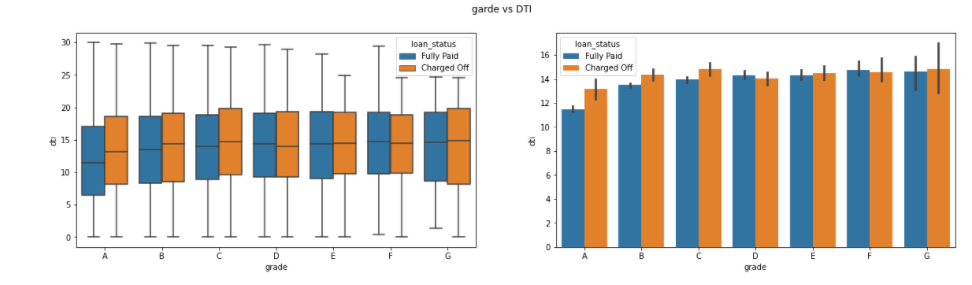 garde vs DTI
loan_status
Fully Paid
Charged Off
30
25
20
15
10
5
0
dti
A B C D E F G
grade
loan_status
Fully Paid
Charged Off
16
14
12
10
8
6
4
2
0
dti
A B C D E F G
grade